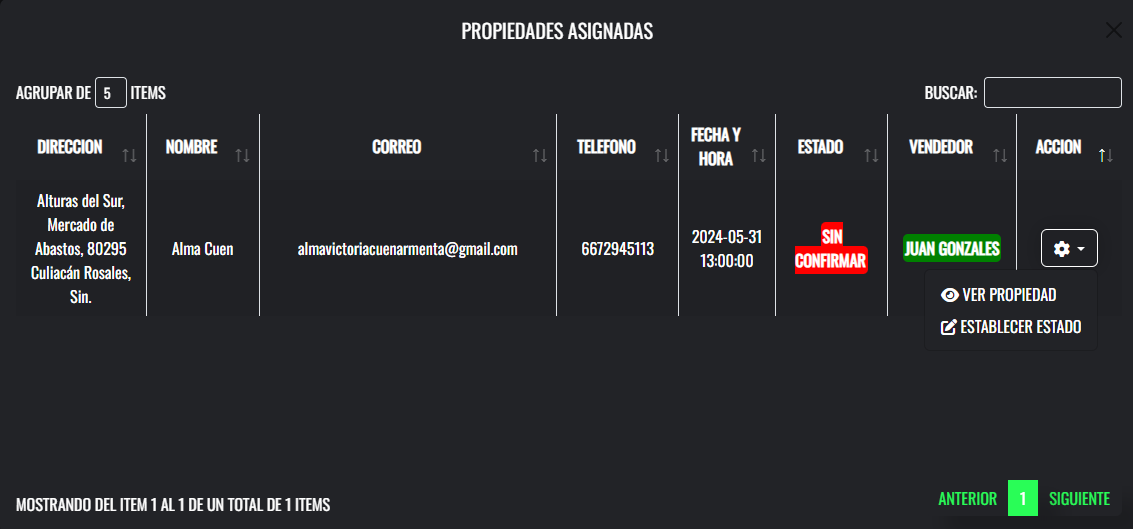 PROPIEDADES ASIGNADAS
AGRUPAR DE 5 ITEMS
BUSCAR:
DIRECCION
NOMBRE
CORREO
TELEFONO
FECHA Y
HORA
ESTADO
VENDEDOR
ACCION
Alturas del Sur,
Mercado de
Abastos, 80295
Culiacán Rosales,
Sin.
Alma Cuen
almavictoriacuenarmenta@gmail.com
6672945113
2024-05-31
13:00:00
SIN
CONFIRMAR
JUAN GONZALES
VER PROPIEDAD
ESTABLECER ESTADO
MOSTRANDO DEL ITEM 1 AL 1 DE UN TOTAL DE 1 ITEMS
ANTERIOR 1 SIGUIENTE